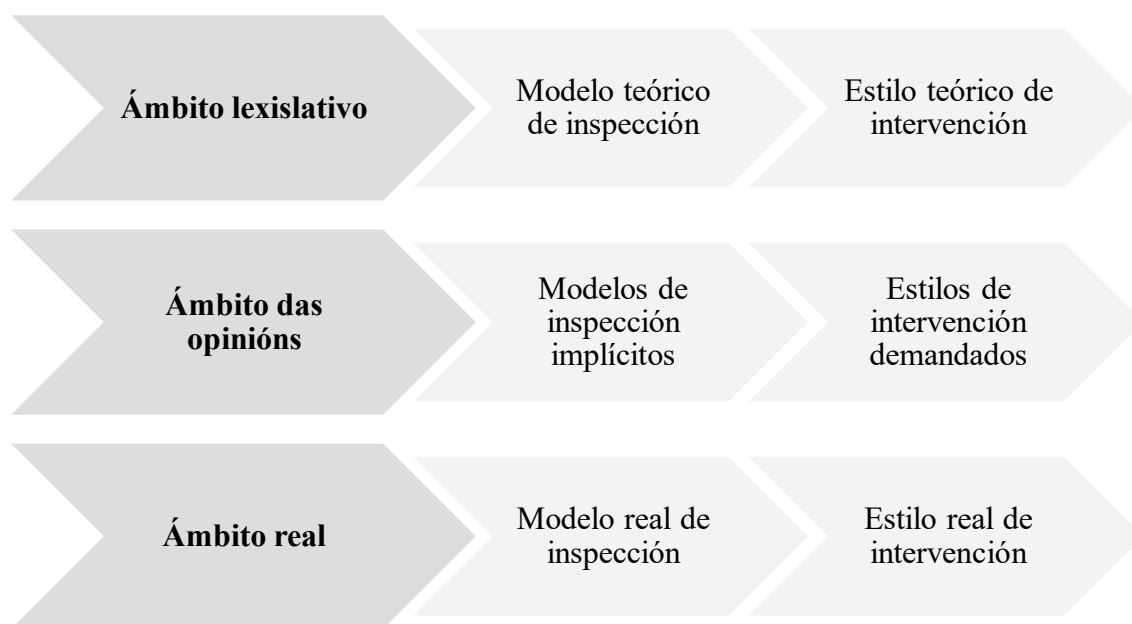 Ámbito lexislativo
Modelo teórico
de inspección
Estilo teórico de
intervención
Ámbito das
opinións
Modelos de
inspección
implícitos
Estilos de
intervención
demandados
Ámbito real
Modelo real de
inspección
Estilo real de
intervención